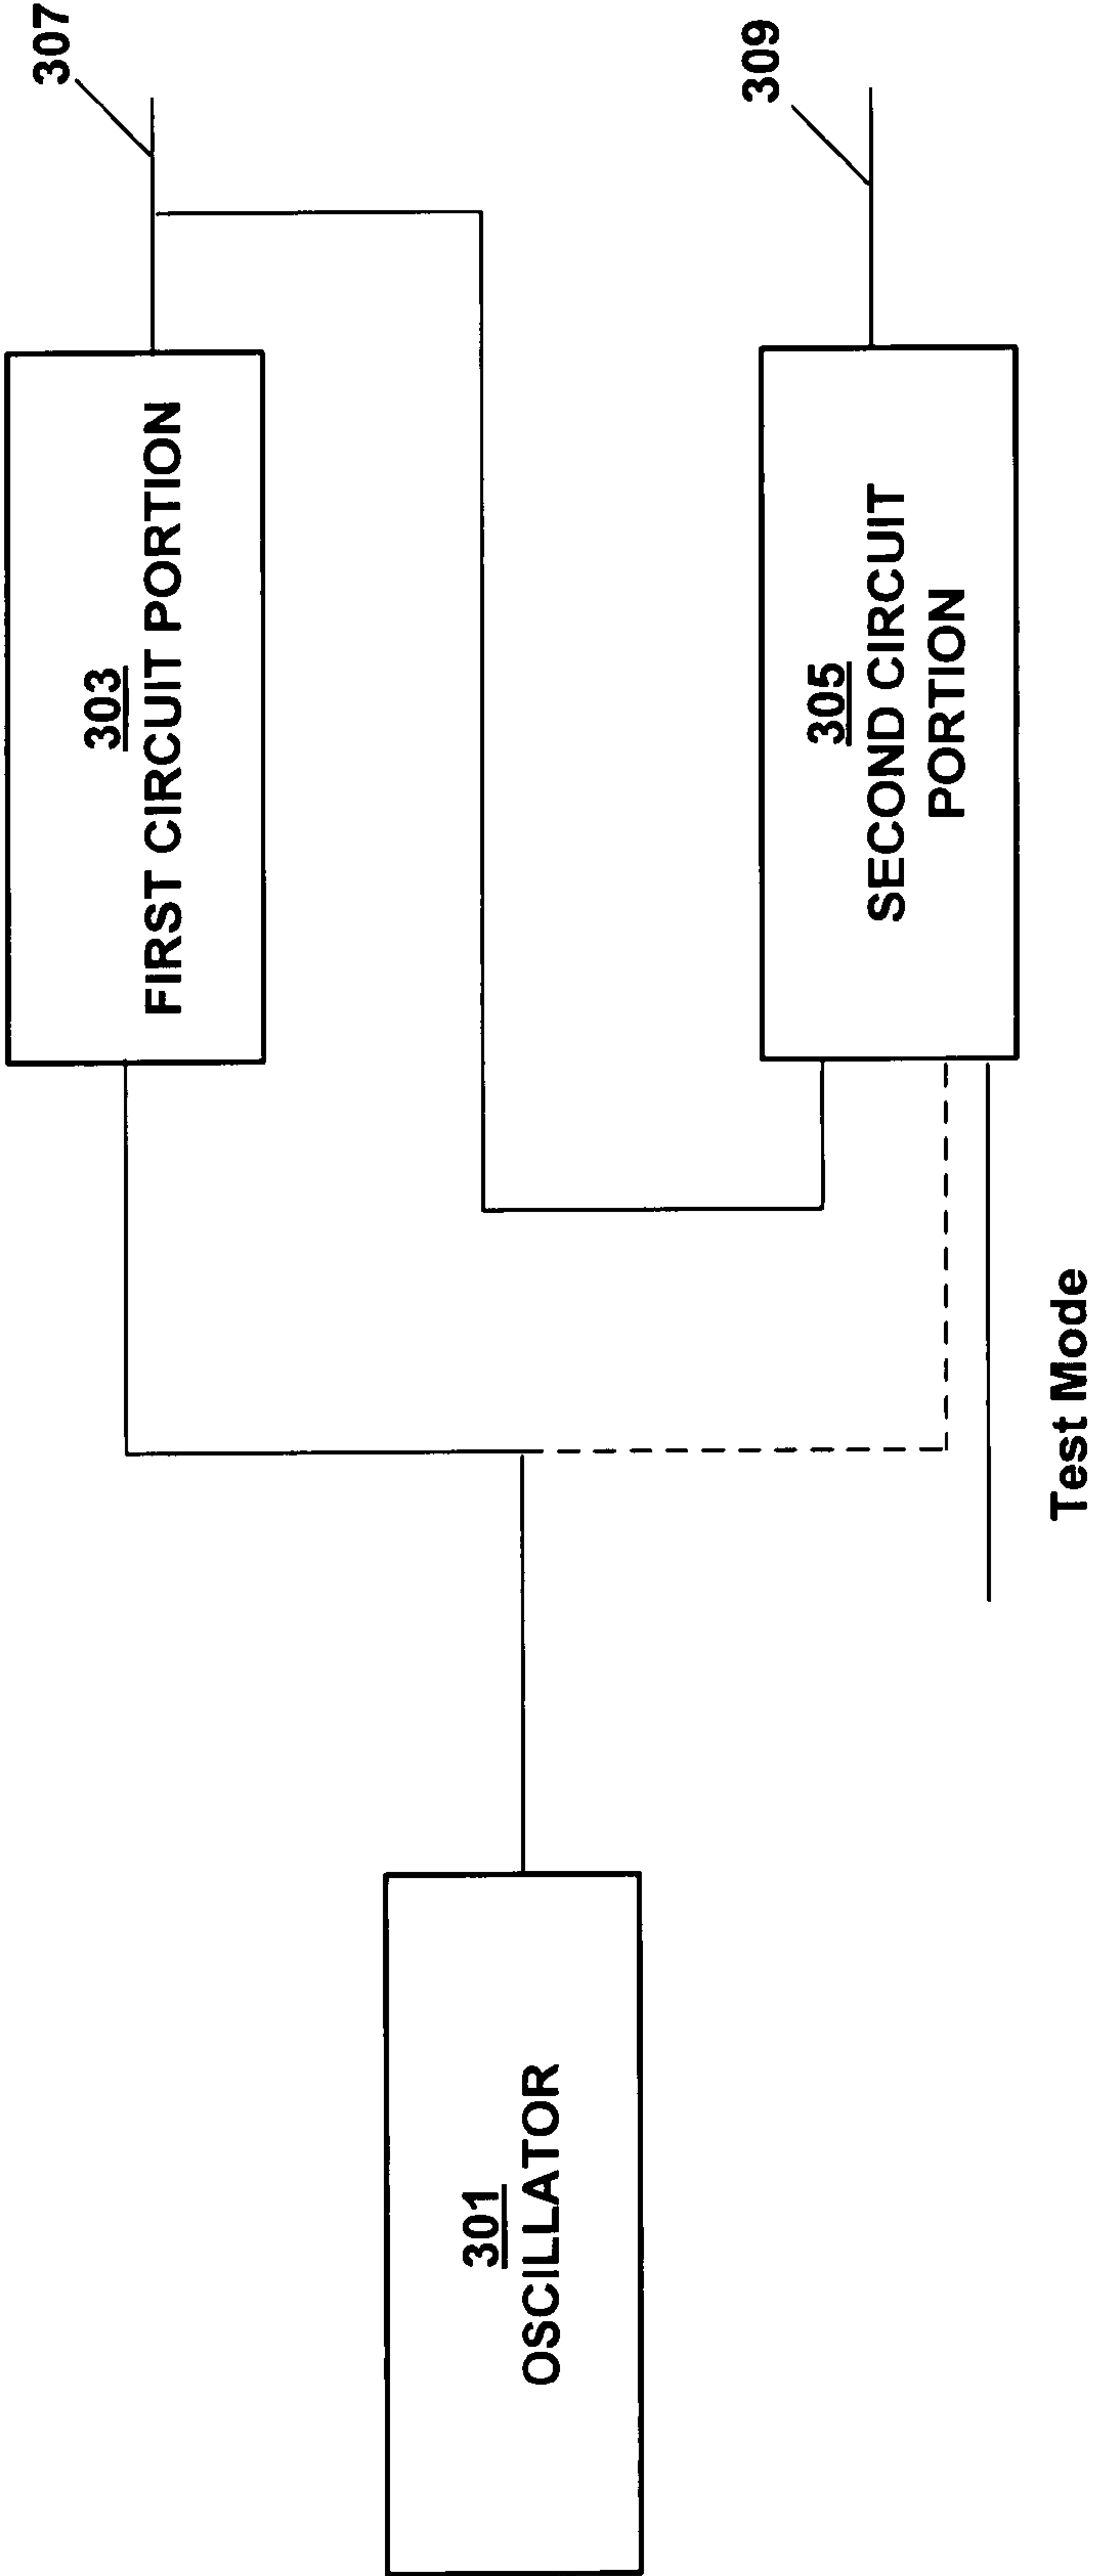 307
303
FIRST CIRCUIT PORTION
301
OSCILLATOR
309
305
SECOND CIRCUIT
PORTION
Test Mode